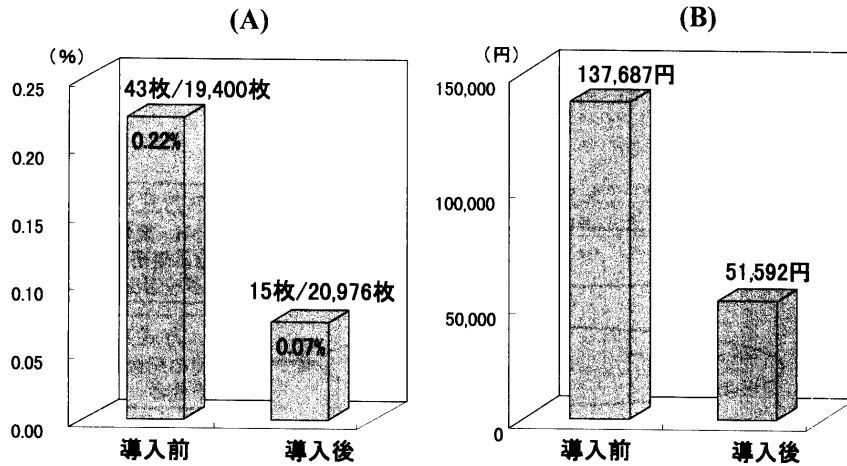 (A)
(%)
0.25
0.20
0.15
0.10
0.05
0.00
43枚/19,400枚
0.22%
15枚/20,976枚
0.07%
導入前
導入後
(B)
(円)
150,000
100,000
50,000
0
137,687円
51,592円
導入前
導入後